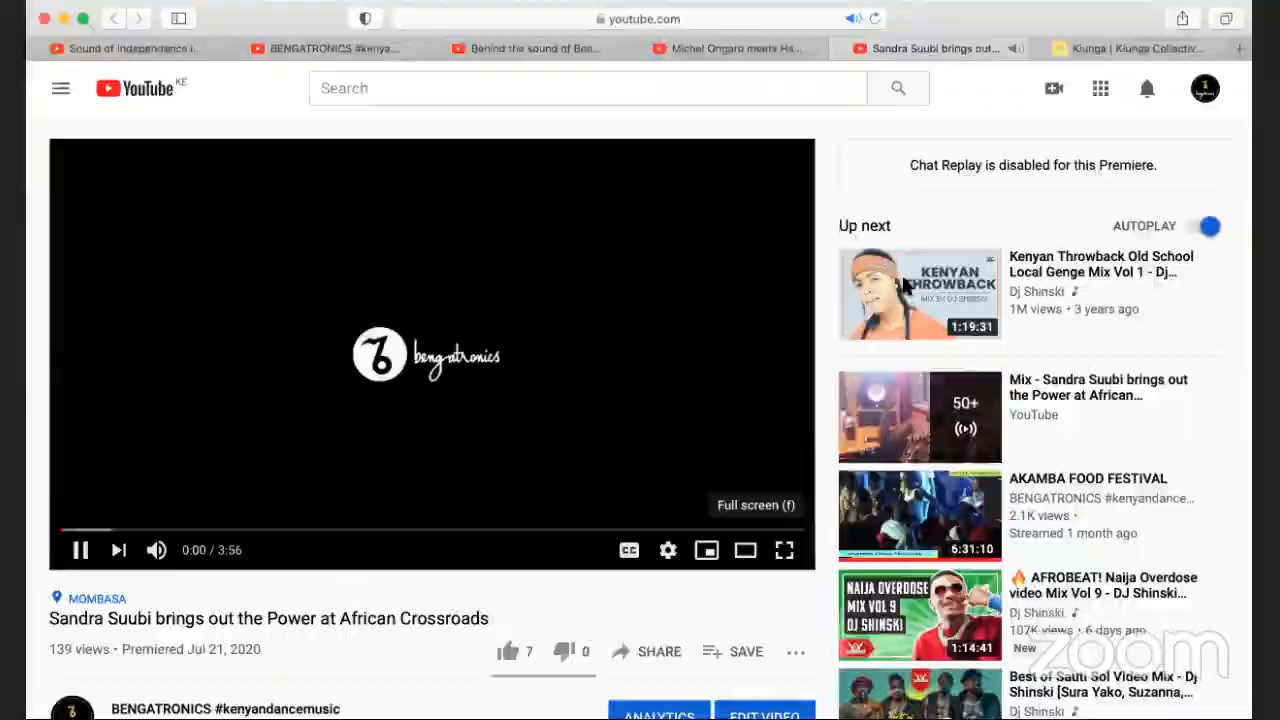 youtube.com
Sound of Independence i...
BENGATRONICS #kenya...
Behind the sound of Ben...
Michel Ongaro meets Ha...
Sandra Suubi brings out...
Kiunga | Kiunga Collectiv...
YouTube KE
Search
Chat Replay is disabled for this Premiere.
Up next
AUTOPLAY
KENYAN
THROWBACK
MIX BY DJ SHINSKI
1:19:31
Kenyan Throwback Old School
Local Genge Mix Vol 1 - Dj...
Dj Shinski
1M views • 3 years ago
bengatronics
50+
Mix - Sandra Suubi brings out
the Power at African...
YouTube
6:31:10
AKAMBA FOOD FESTIVAL
BENGATRONICS #kenyandance...
2.1K views •
Streamed 1 month ago
Full screen (f)
0:00 / 3:56
CC
NAIJA OVERDOSE
MIX VOL 9
DJ SHINSKI
1:14:41
🔥 AFROBEAT! Naija Overdose
video Mix Vol 9 - DJ Shinski...
Dj Shinski
107K views • 6 days ago
New
MOMBASA
Sandra Suubi brings out the Power at African Crossroads
139 views • Premiered Jul 21, 2020
7
0
SHARE
SAVE
zoom
Best of Sauti Sol Video Mix - Dj
Shinski [Sura Yako, Suzanna,...
Dj Shinski
BENGATRONICS #kenyandancemusic
ANALYTICS
EDIT VIDEO